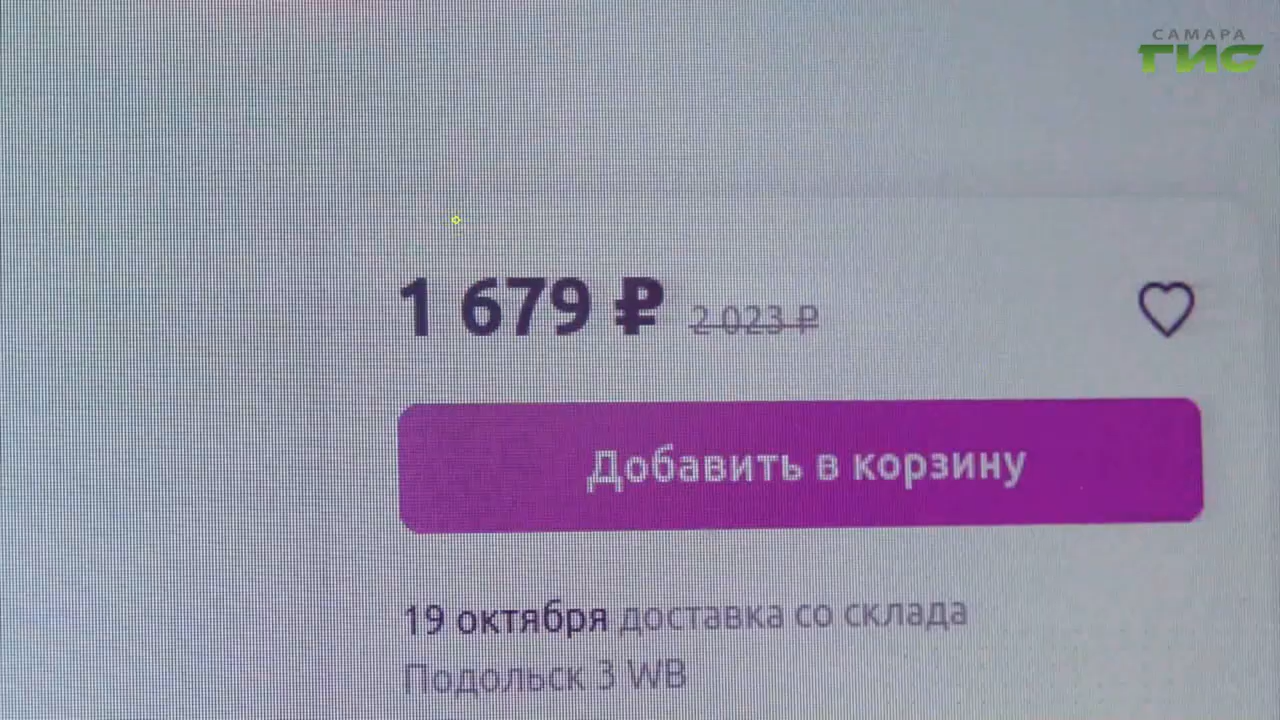 САМАРА
ГИС
1 679 ₽ 2 023 ₽
Добавить в корзину
19 октября доставка со склада
Подольск 3 WB